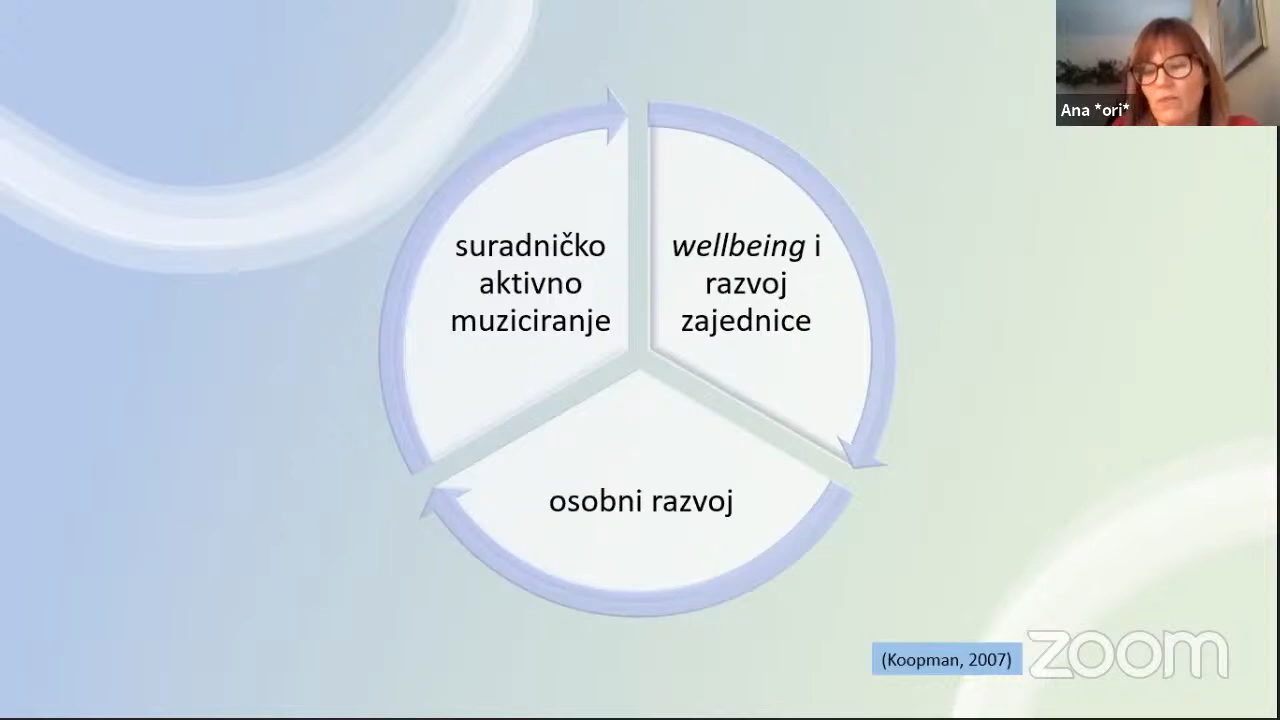 Ana *ori*
suradničko
aktivno
muziciranje
wellbeing i
razvoj
zajednice
osobni razvoj
(Koopman, 2007)
zoom